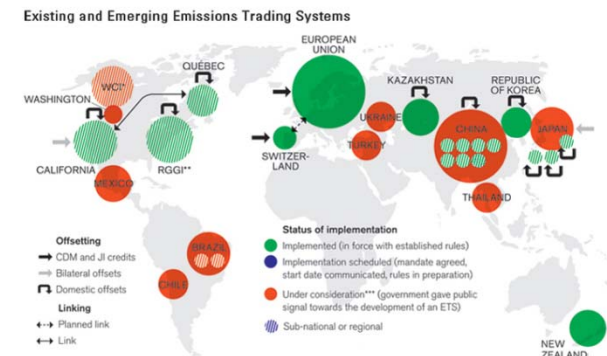 Existing and Emerging Emissions Trading Systems
EUROPEAN
UNION
QUÉBEC
WCI*
WASHINGTON
KAZAKHSTAN
REPUBLIC
OF KOREA
UKRAINE
CHINA
JAPAN
TURKEY
CALIFORNIA
RGGI**
SWITZER-
LAND
MEXICO
THAILAND
BRAZIL
CHILE
Offsetting
CDM and JI credits
Bilateral offsets
Domestic offsets
Linking
Planned link
Link
Status of implementation
Implemented (in force with established rules)
Implementation scheduled (mandate agreed,
start date communicated, rules in preparation)
Under consideration*** (government gave public
signal towards the development of an ETS)
Sub-national or regional
NEW
ZEALAND